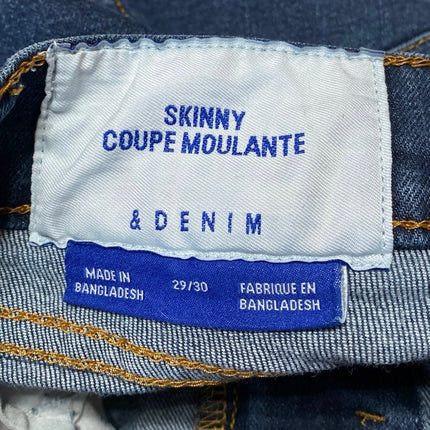 SKINNY
COUPE MOULANTE
& DENIM
MADE IN
BANGLADESH
29/30
FABRIQUE EN
BANGLADESH